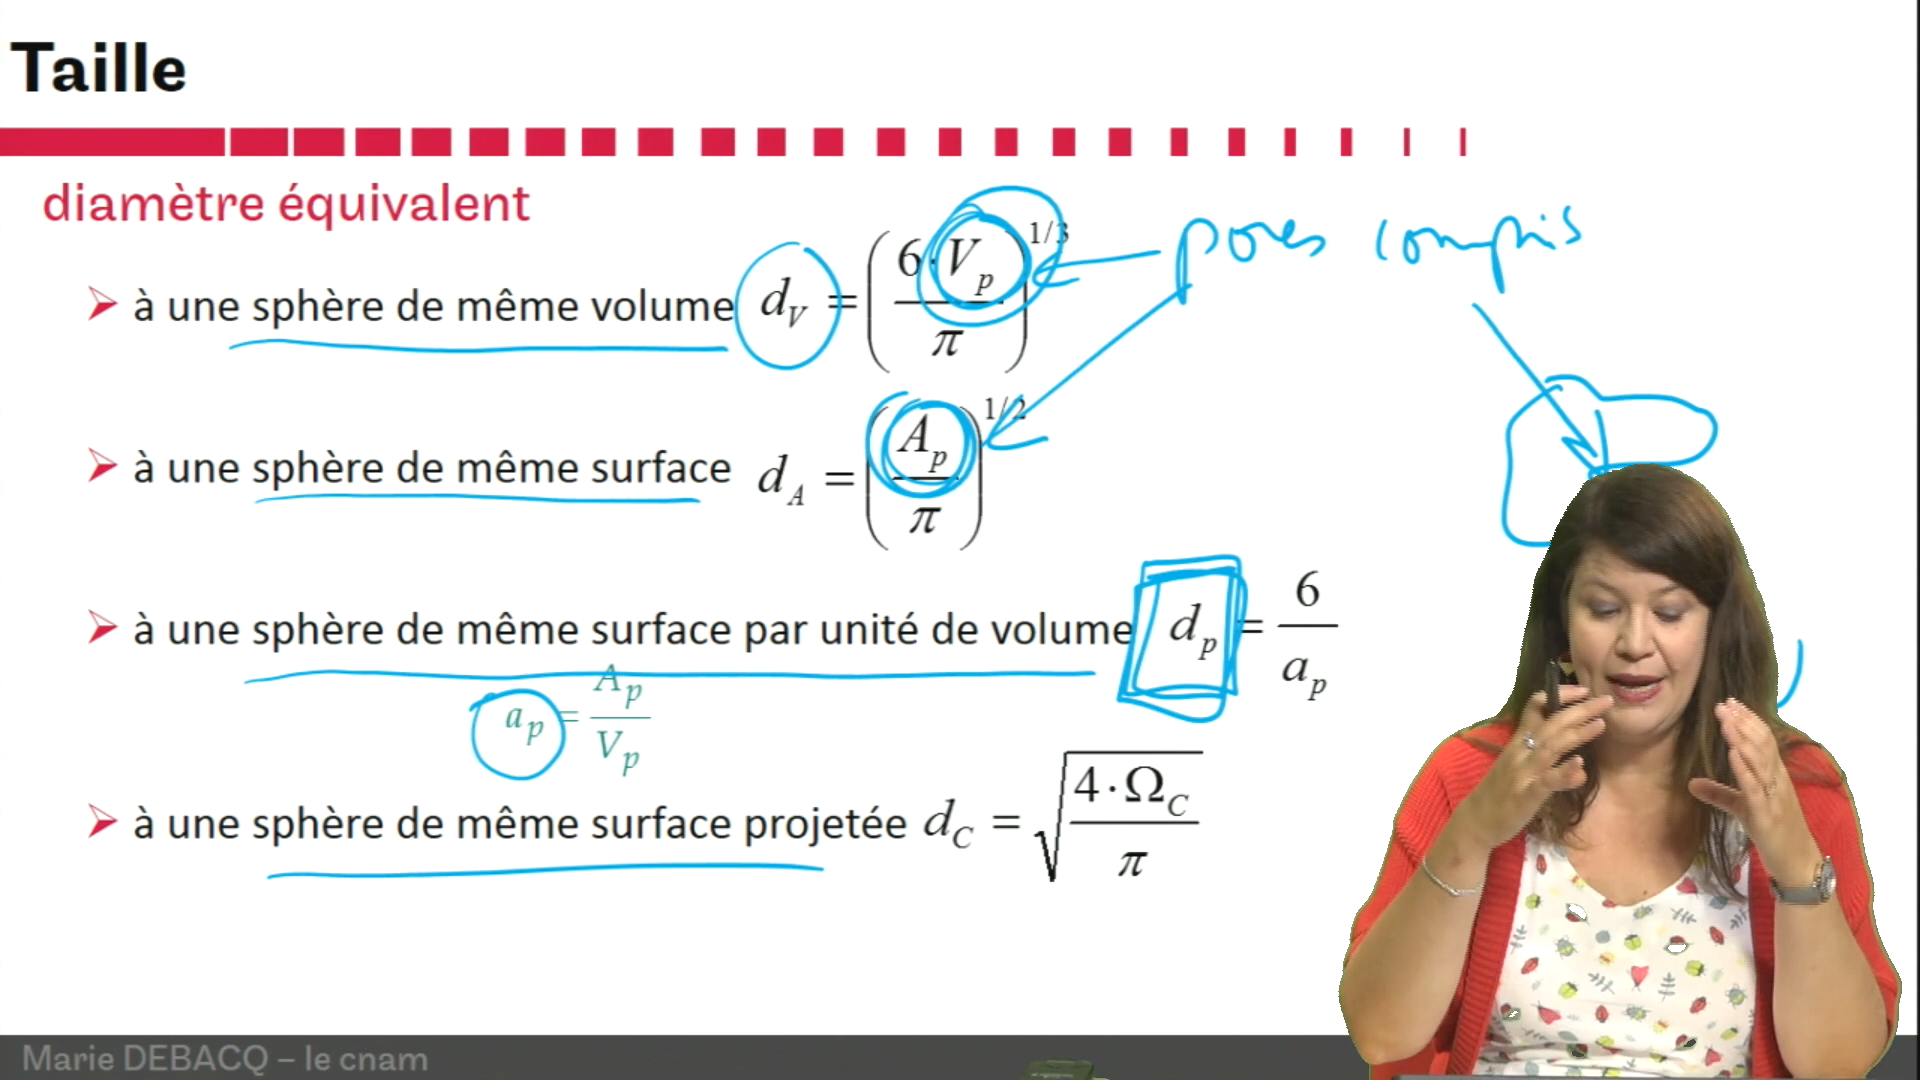 Taille
diamètre équivalent
pores compris
➤ à une sphère de même volume d_V = (6·V_p / π)^1/3
➤ à une sphère de même surface d_A = (A_p / π)^1/2
➤ à une sphère de même surface par unité de volume d_p = 6 / a_p
a_p = A_p / V_p
➤ à une sphère de même surface projetée d_C = √(4·Ω_C / π)
Marie DEBACQ – le cnam